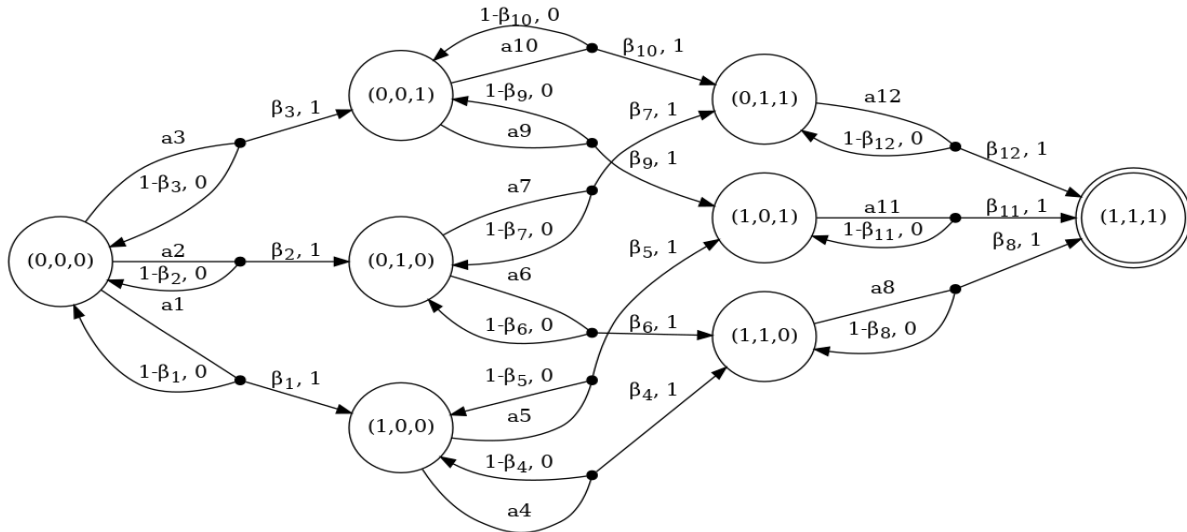 1-β₁₀, 0
a10
β₁₀, 1
(0,0,1)
1-β₉, 0
a9
(0,1,1)
a12
1-β₁₂, 0
β₁₂, 1
β₃, 1
β₇, 1
a3
1-β₃, 0
β₉, 1
a7
1-β₇, 0
(1,0,1)
a11
1-β₁₁, 0
β₁₁, 1
(1,1,1)
(0,0,0)
a2
1-β₂, 0
β₂, 1
(0,1,0)
β₅, 1
β₈, 1
a6
1-β₆, 0
β₆, 1
a8
1-β₈, 0
(1,1,0)
a1
1-β₁, 0
β₁, 1
1-β₅, 0
a5
β₄, 1
(1,0,0)
1-β₄, 0
a4